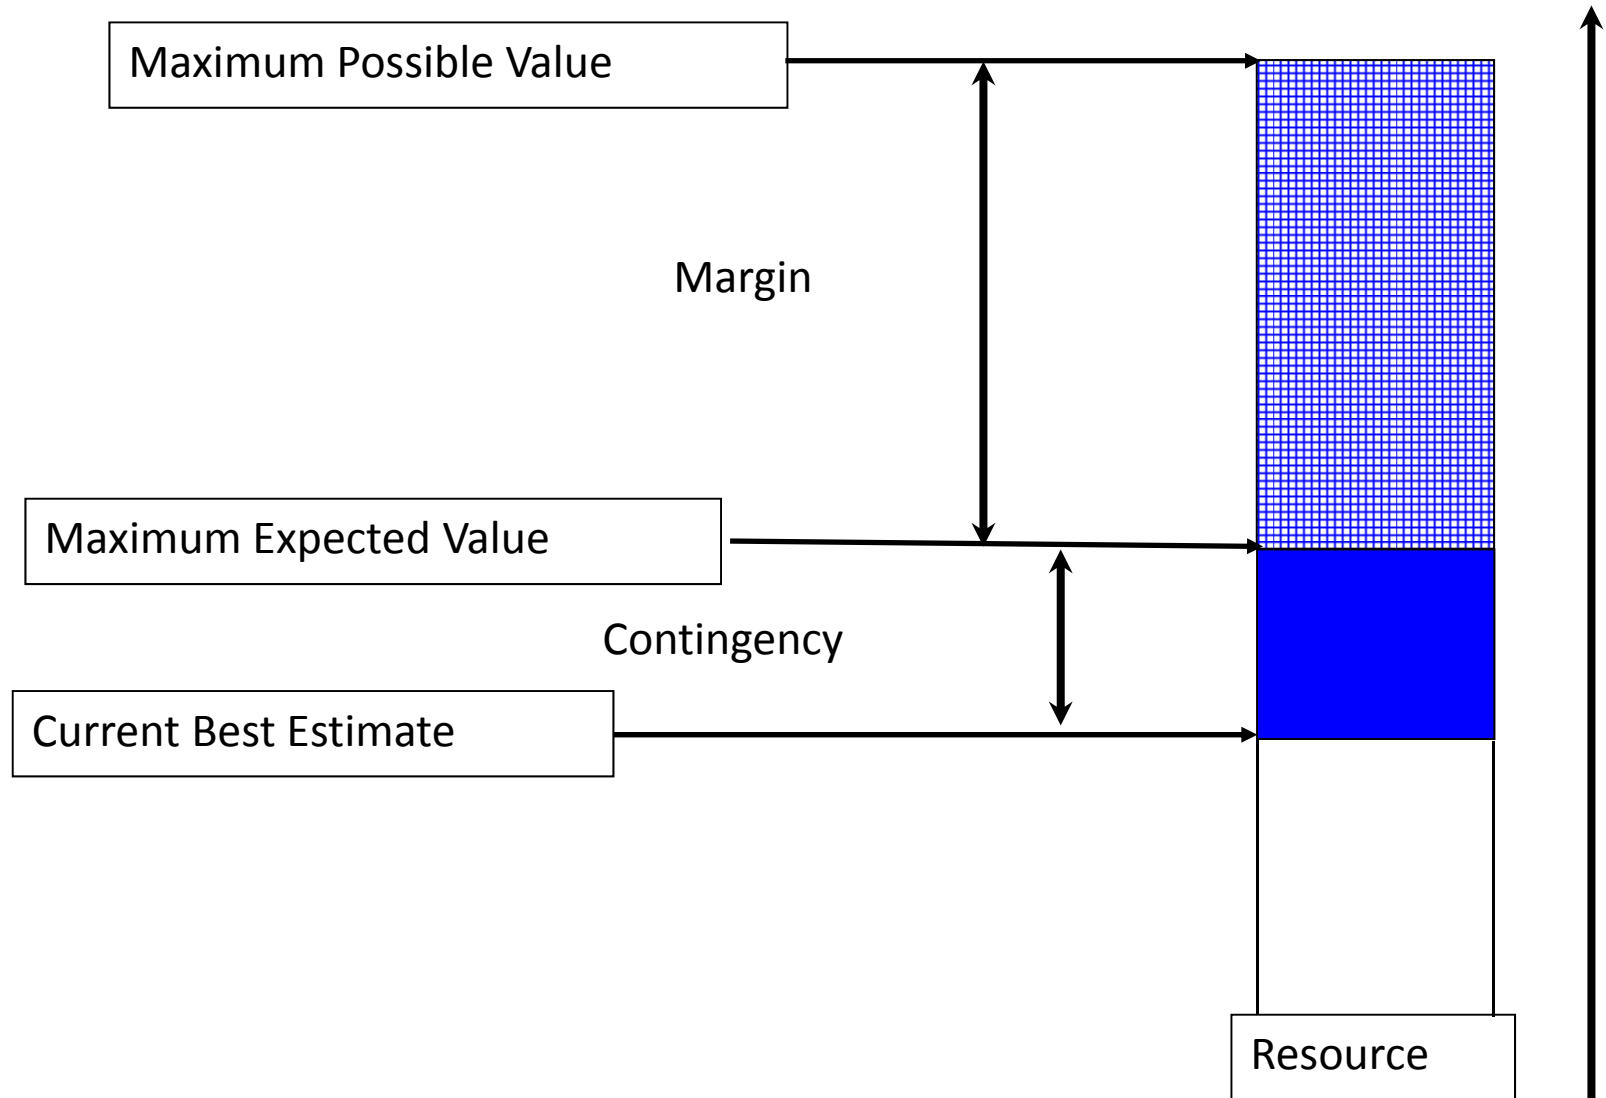 Maximum Possible Value
Margin
Maximum Expected Value
Contingency
Current Best Estimate
Resource